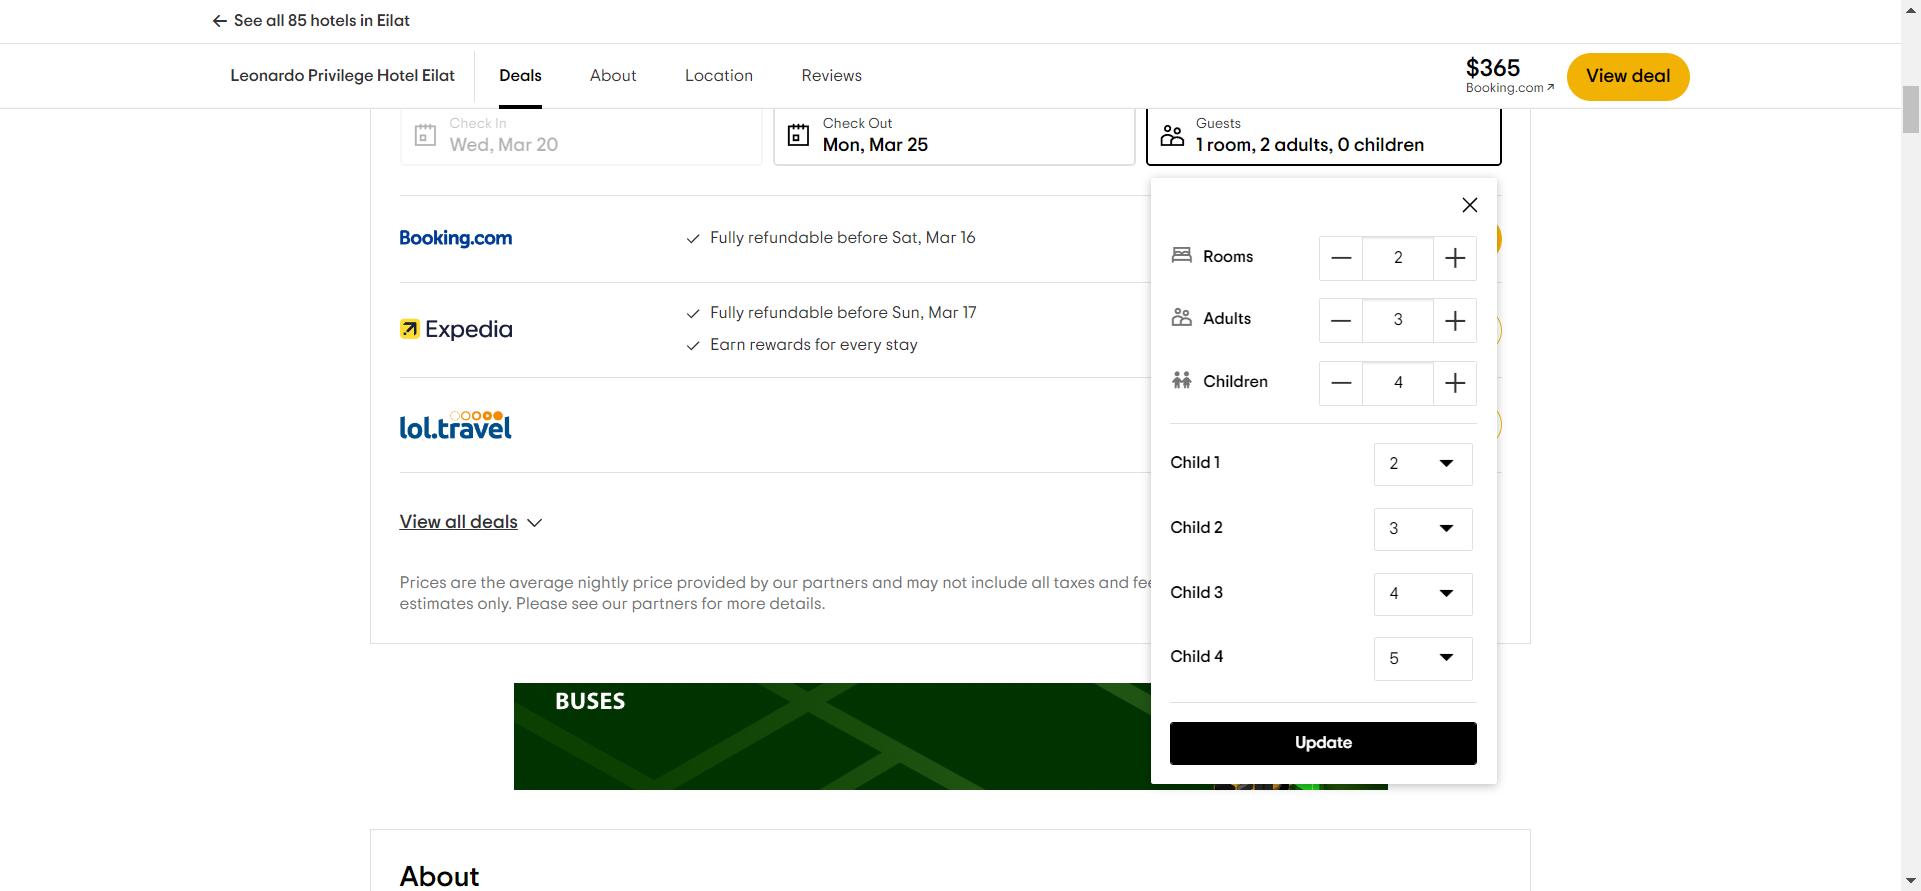 See all 85 hotels in Eilat
Leonardo Privilege Hotel Eilat
Deals
About
Location
Reviews
$365
Booking.com
View deal
Check In
Wed, Mar 20
Check Out
Mon, Mar 25
Guests
1 room, 2 adults, 0 children
Booking.com
Fully refundable before Sat, Mar 16
Expedia
Fully refundable before Sun, Mar 17
Earn rewards for every stay
lol.travel
View all deals
Prices are the average nightly price provided by our partners and may not include all taxes and
estimates only. Please see our partners for more details.
Rooms
2
Adults
3
Children
4
Child 1
2
Child 2
3
Child 3
4
Child 4
5
Update
BUSES
About